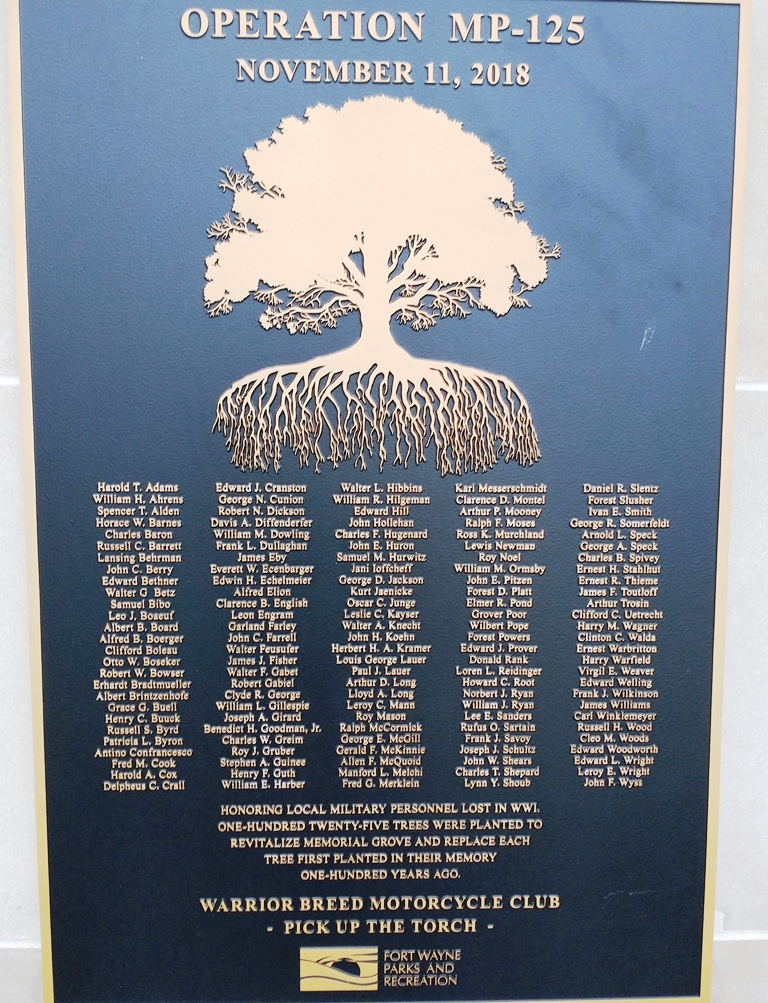 OPERATION MP-125
NOVEMBER 11, 2018
Harold T. Adams
William H. Ahrens
Spencer T. Alden
Horace W. Barnes
Charles Baron
Russell C. Barrett
Lansing Behrman
John C. Berry
Edward Bethner
Walter G Betz
Samuel Bibo
Leo J. Boaeuf
Albert B. Board
Alfred B. Boerger
Clifford Boleau
Otto W. Boseker
Robert W. Bowser
Erhardt Bradtmueller
Albert Brintzenhofe
Grace G. Buell
Henry C. Buuck
Russell S. Byrd
Patricia L. Byron
Antino Confrancesco
Fred M. Cook
Harold A. Cox
Delpheus C. Crall
Edward J. Cranston
George N. Cunion
Robert N. Dickson
Davis A. Diffenderfer
William M. Dowling
Frank L. Dullaghan
James Eby
Everett W. Ecenbarger
Edwin H. Echelmeier
Alfred Elion
Clarence B. English
Leon Engram
Garland Farley
John C. Farrell
Walter Feusufer
James J. Fisher
Walter F. Gabet
Robert Gabiel
Clyde R. George
William L. Gillespie
Joseph A. Girard
Benedict H. Goodman, Jr.
Charles W. Greim
Roy J. Gruber
Stephen A. Guinee
Henry F. Guth
William E. Harber
Walter L. Hibbins
William R. Hilgeman
Edward Hill
John Hollehan
Charles F. Hugenard
John E. Huron
Samuel M. Hurwitz
Jani Ioffcheff
George D. Jackson
Kurt Jaenicke
Oscar C. Junge
Leslie C. Kayser
Walter A. Knecht
John H. Koehn
Herbert H. A. Kramer
Louis George Lauer
Paul J. Lauer
Arthur D. Long
Lloyd A. Long
Leroy C. Mann
Roy Mason
Ralph McCormick
George E. McGill
Gerald F. McKinnie
Allen F. McQuoid
Manford L. Melchi
Fred G. Merklein
Karl Messerschmidt
Clarence D. Montel
Arthur P. Mooney
Ralph F. Moses
Ross K. Murchland
Lewis Newman
Roy Noel
William M. Ormsby
John E. Pitzen
Forest D. Platt
Elmer R. Pond
Grover Poor
Wilbert Pope
Forest Powers
Edward J. Prover
Donald Rank
Loren L. Reidinger
Howard C. Root
Norbert J. Ryan
William J. Ryan
Lee E. Sanders
Rufus O. Sartain
Frank J. Savoy
Joseph J. Schultz
John W. Shears
Charles T. Shepard
Lynn Y. Shoub
Daniel R. Slentz
Forest Slusher
Ivan E. Smith
George R. Somerfeldt
Arnold L. Speck
George A. Speck
Charles B. Spivey
Ernest H. Stahlhut
Ernest R. Thieme
James F. Toutloff
Arthur Trosin
Clifford C. Uetrecht
Harry M. Wagner
Clinton C. Walda
Ernest Warbritton
Harry Warfield
Virgil E. Weaver
Edward Welling
Frank J. Wilkinson
James Williams
Carl Winklemeyer
Russell H. Wood
Cleo M. Woods
Edward Woodworth
Edward L. Wright
Leroy E. Wright
John F. Wyss
HONORING LOCAL MILITARY PERSONNEL LOST IN WWI.
ONE-HUNDRED TWENTY-FIVE TREES WERE PLANTED TO
REVITALIZE MEMORIAL GROVE AND REPLACE EACH
TREE FIRST PLANTED IN THEIR MEMORY
ONE-HUNDRED YEARS AGO.
WARRIOR BREED MOTORCYCLE CLUB
- PICK UP THE TORCH -
FORT WAYNE
PARKS AND
RECREATION